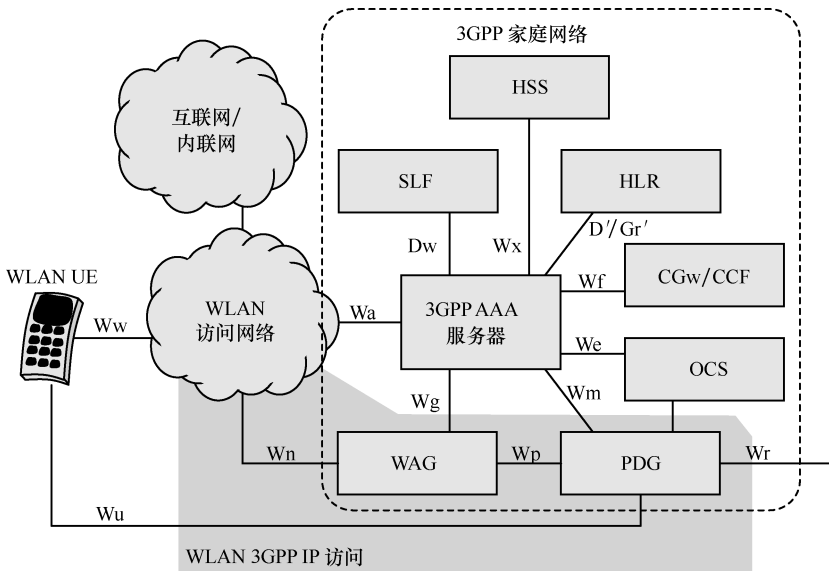 3GPP 家庭网络
HSS
互联网/
内联网
SLF
HLR
D′/Gr′
Dw
Wx
WLAN UE
CGw/CCF
Wf
WLAN
访问网络
Wa
3GPP AAA
服务器
Ww
We
OCS
Wg
Wm
Wn
WAG
Wp
PDG
Wr
Wu
WLAN 3GPP IP 访问